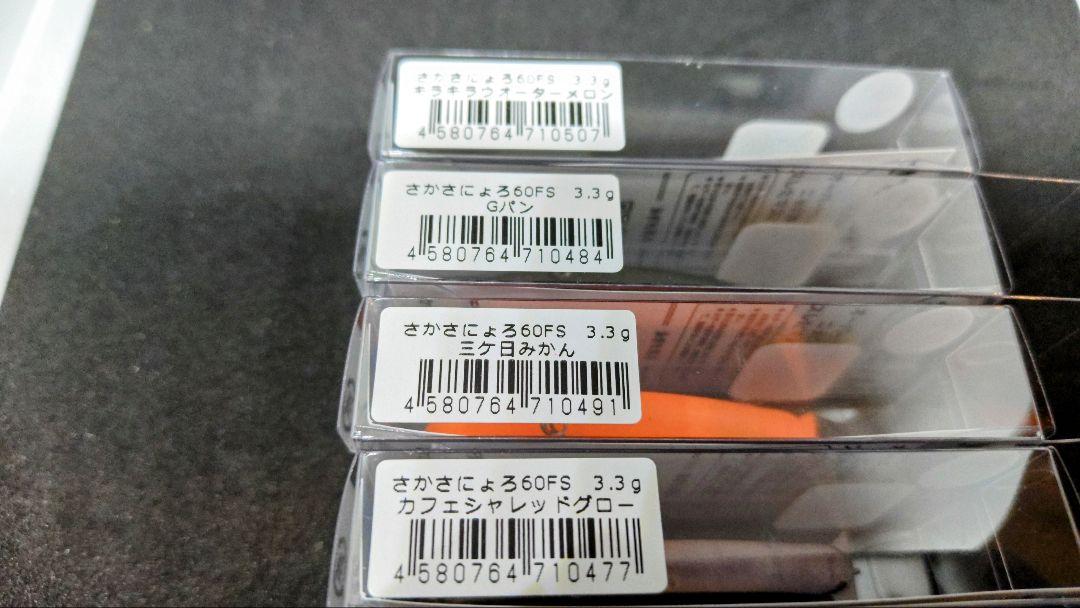 さかさにょろ60FS 3.3g
キラキラウオーターメロン
4 580764 710507
さかさにょろ60FS 3.3g
Gパン
4 580764 710484
さかさにょろ60FS 3.3g
三ケ日みかん
4 580764 710491
さかさにょろ60FS 3.3g
カフェシャレッドグロー
4 580764 710477